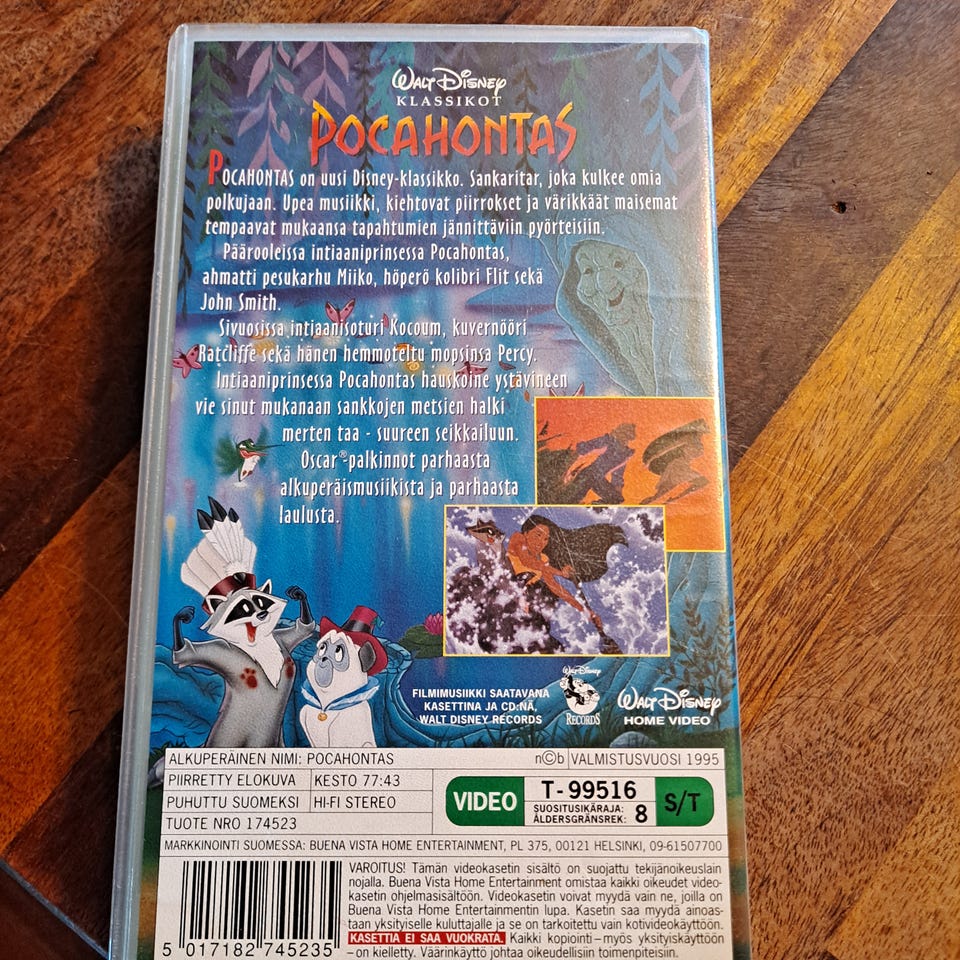 WALT DISNEY
KLASSIKOT
POCAHONTAS
POCAHONTAS on uusi Disney-klassikko. Sankaritar, joka kulkee omia
polkujaan. Upea musiikki, kiehtovat piirrokset ja värikkäät maisemat
tempaavat mukaansa tapahtumien jännittäviin pyörteisiin.
Päärooleissa intiaaniprinsessa Pocahontas,
ahmatti pesukarhu Miiko, höperö kolibri Flit sekä
John Smith.
Sivuosissa intiaanisoturi Kocoum, kuvernööri
Ratcliffe sekä hänen hemmoteltu mopsinsa Percy.
Intiaaniprinsessa Pocahontas hauskoine ystävineen
vie sinut mukanaan sankkojen metsien halki
merten taa - suureen seikkailuun.
Oscar®-palkinnot parhaasta
alkuperäismusiikista ja parhaasta
laulusta.
FILMIMUSIIKKI SAATAVANA
KASETTINA JA CD:NÄ,
WALT DISNEY RECORDS
Walt Disney
RECORDS
WALT DISNEY
HOME VIDEO
ALKUPERÄINEN NIMI: POCAHONTAS
n©b VALMISTUSVUOSI 1995
PIIRRETTY ELOKUVA KESTO 77:43
PUHUTTU SUOMEKSI HI-FI STEREO
TUOTE NRO 174523
VIDEO T-99516 S/T
SUOSITUSIKÄRAJA:
ÅLDERSGRÄNSREK: 8
MARKKINOINTI SUOMESSA: BUENA VISTA HOME ENTERTAINMENT, PL 375, 00121 HELSINKI, 09-61507700
VAROITUS! Tämän videokasetin sisältö on suojattu tekijänoikeuslain
nojalla. Buena Vista Home Entertainment omistaa kaikki oikeudet video-
kasetin ohjelmasisältöön. Videokasetin voivat myydä vain ne, joilla on
Buena Vista Home Entertainmentin lupa. Kasetin saa myydä ainoas-
taan yksityiselle kuluttajalle ja se on tarkoitettu vain kotivideokäyttöön.
KASETTIA EI SAA VUOKRATA. Kaikki kopiointi – myös yksityiskäyttöön
– on kielletty. Väärinkäyttö johtaa oikeudellisiin toimenpiteisiin.
5 017182 745235